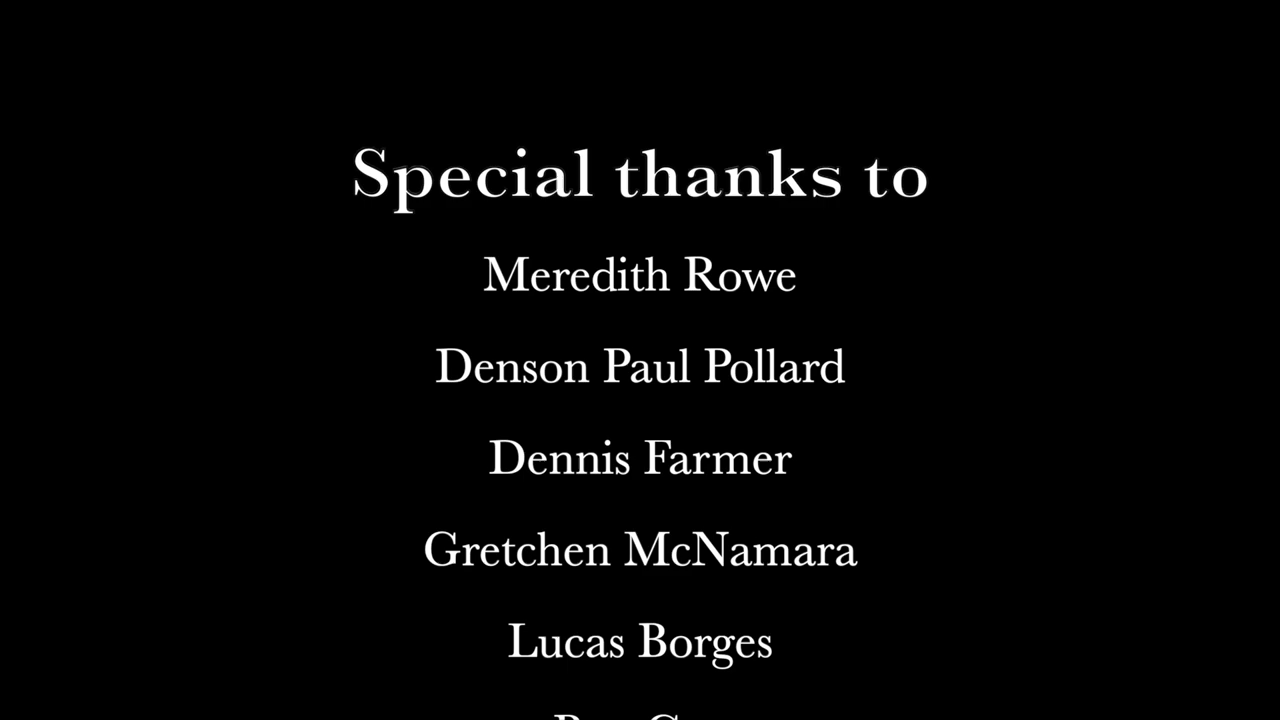 Special thanks to
Meredith Rowe
Denson Paul Pollard
Dennis Farmer
Gretchen McNamara
Lucas Borges